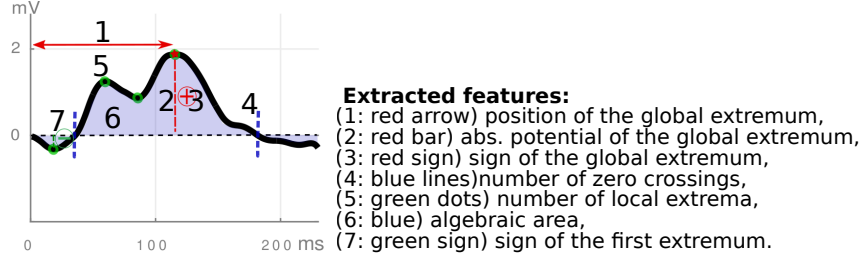 mV
1
2
5
2
3
4
6
7
0
0
100
200 ms
Extracted features:
(1: red arrow) position of the global extremum,
(2: red bar) abs. potential of the global extremum,
(3: red sign) sign of the global extremum,
(4: blue lines)number of zero crossings,
(5: green dots) number of local extrema,
(6: blue) algebraic area,
(7: green sign) sign of the first extremum.